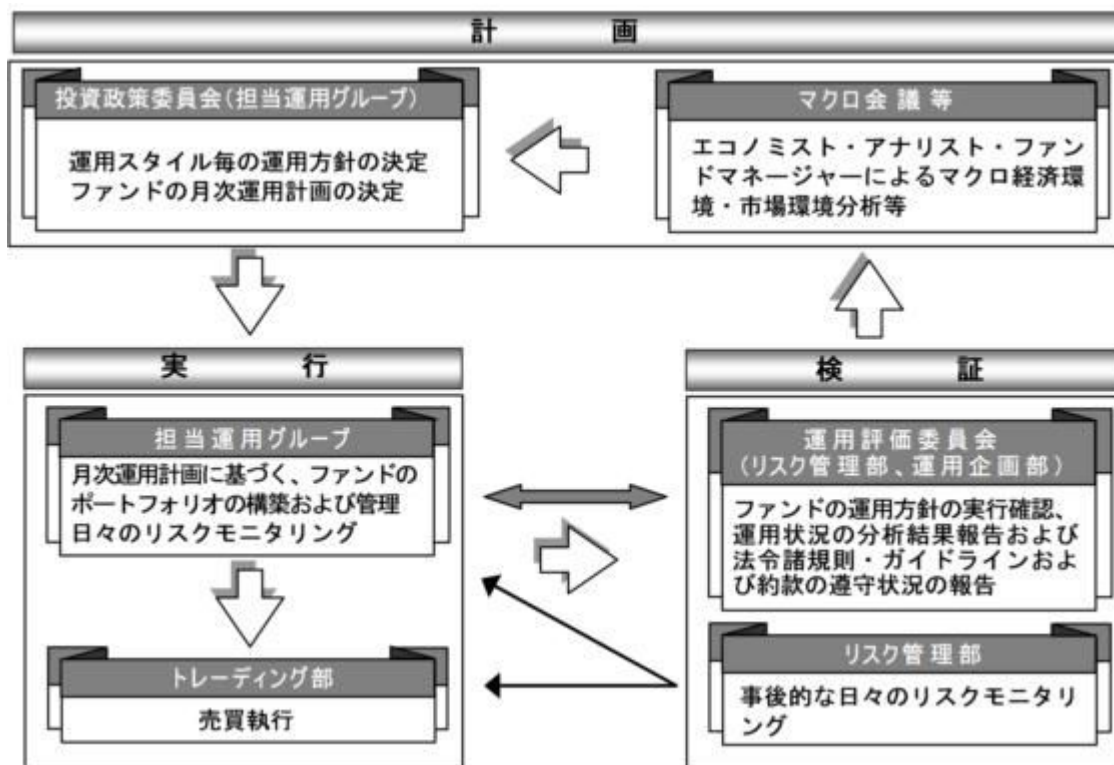 計画
投資政策委員会(担当運用グループ)
運用スタイル毎の運用方針の決定
ファンドの月次運用計画の決定
マクロ会議等
エコノミスト・アナリスト・ファン
ドマネージャーによるマクロ経済環
境・市場環境分析等
実行
担当運用グループ
月次運用計画に基づく、ファンドの
ポートフォリオの構築および管理
日々のリスクモニタリング
トレーディング部
売買執行
検証
運用評価委員会
(リスク管理部、運用企画部)
ファンドの運用方針の実行確認、
運用状況の分析結果報告および
法令諸規則・ガイドラインおよ
び約款の遵守状況の報告
リスク管理部
事後的な日々のリスクモニタリ
ング